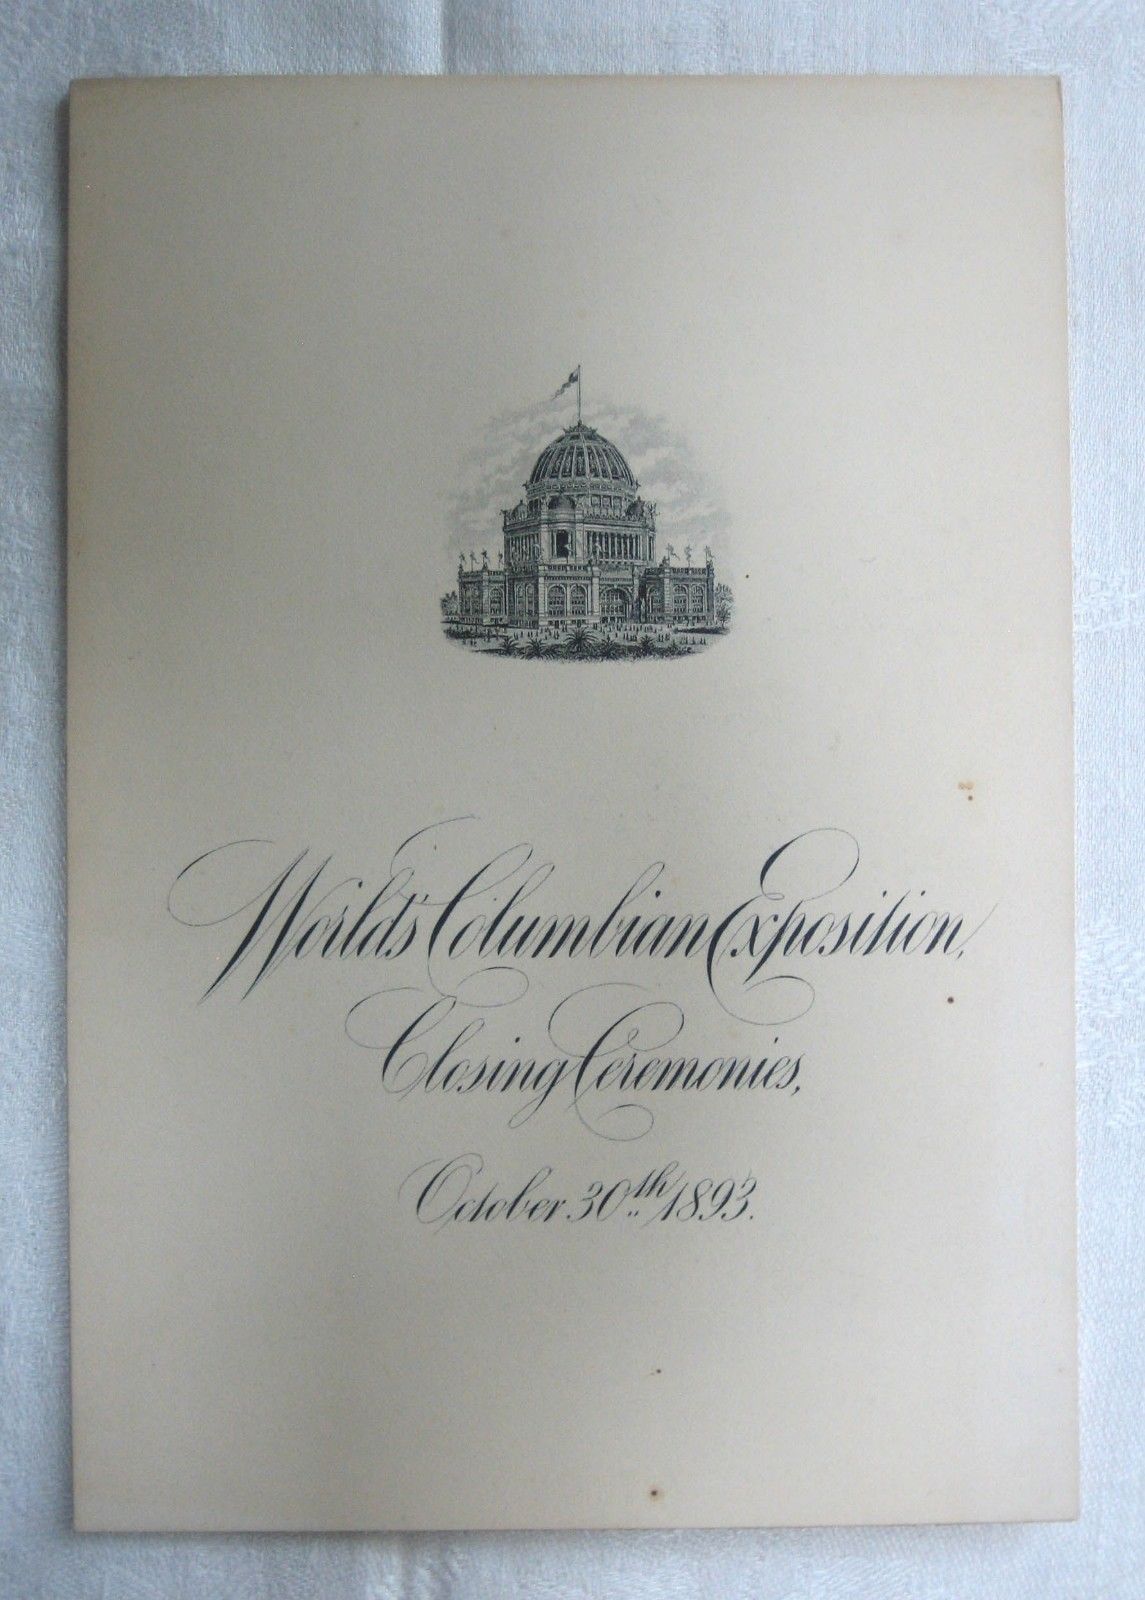 World's Columbian Exposition,
Closing Ceremonies,
October 30th 1893.